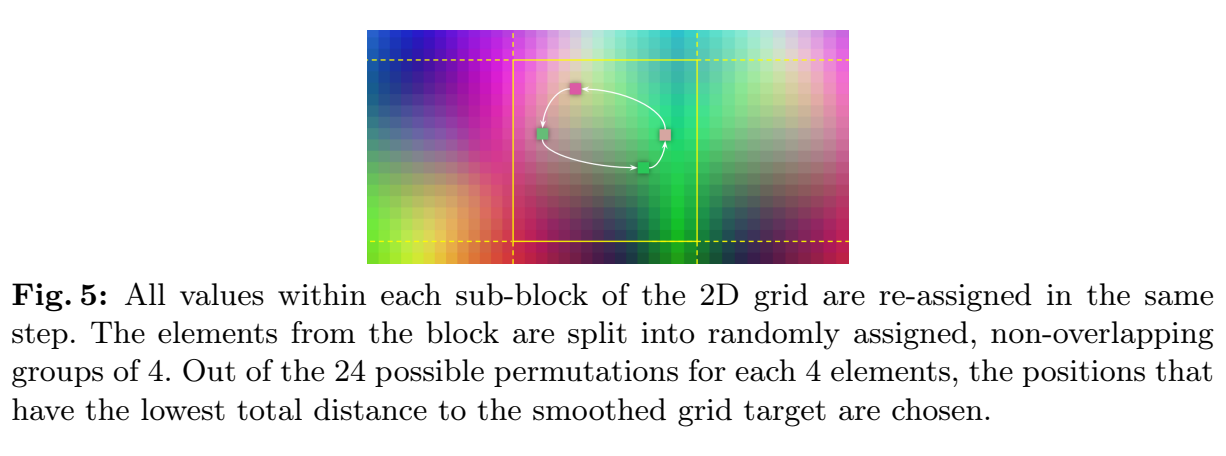 Fig. 5: All values within each sub-block of the 2D grid are re-assigned in the same
step. The elements from the block are split into randomly assigned, non-overlapping
groups of 4. Out of the 24 possible permutations for each 4 elements, the positions that
have the lowest total distance to the smoothed grid target are chosen.